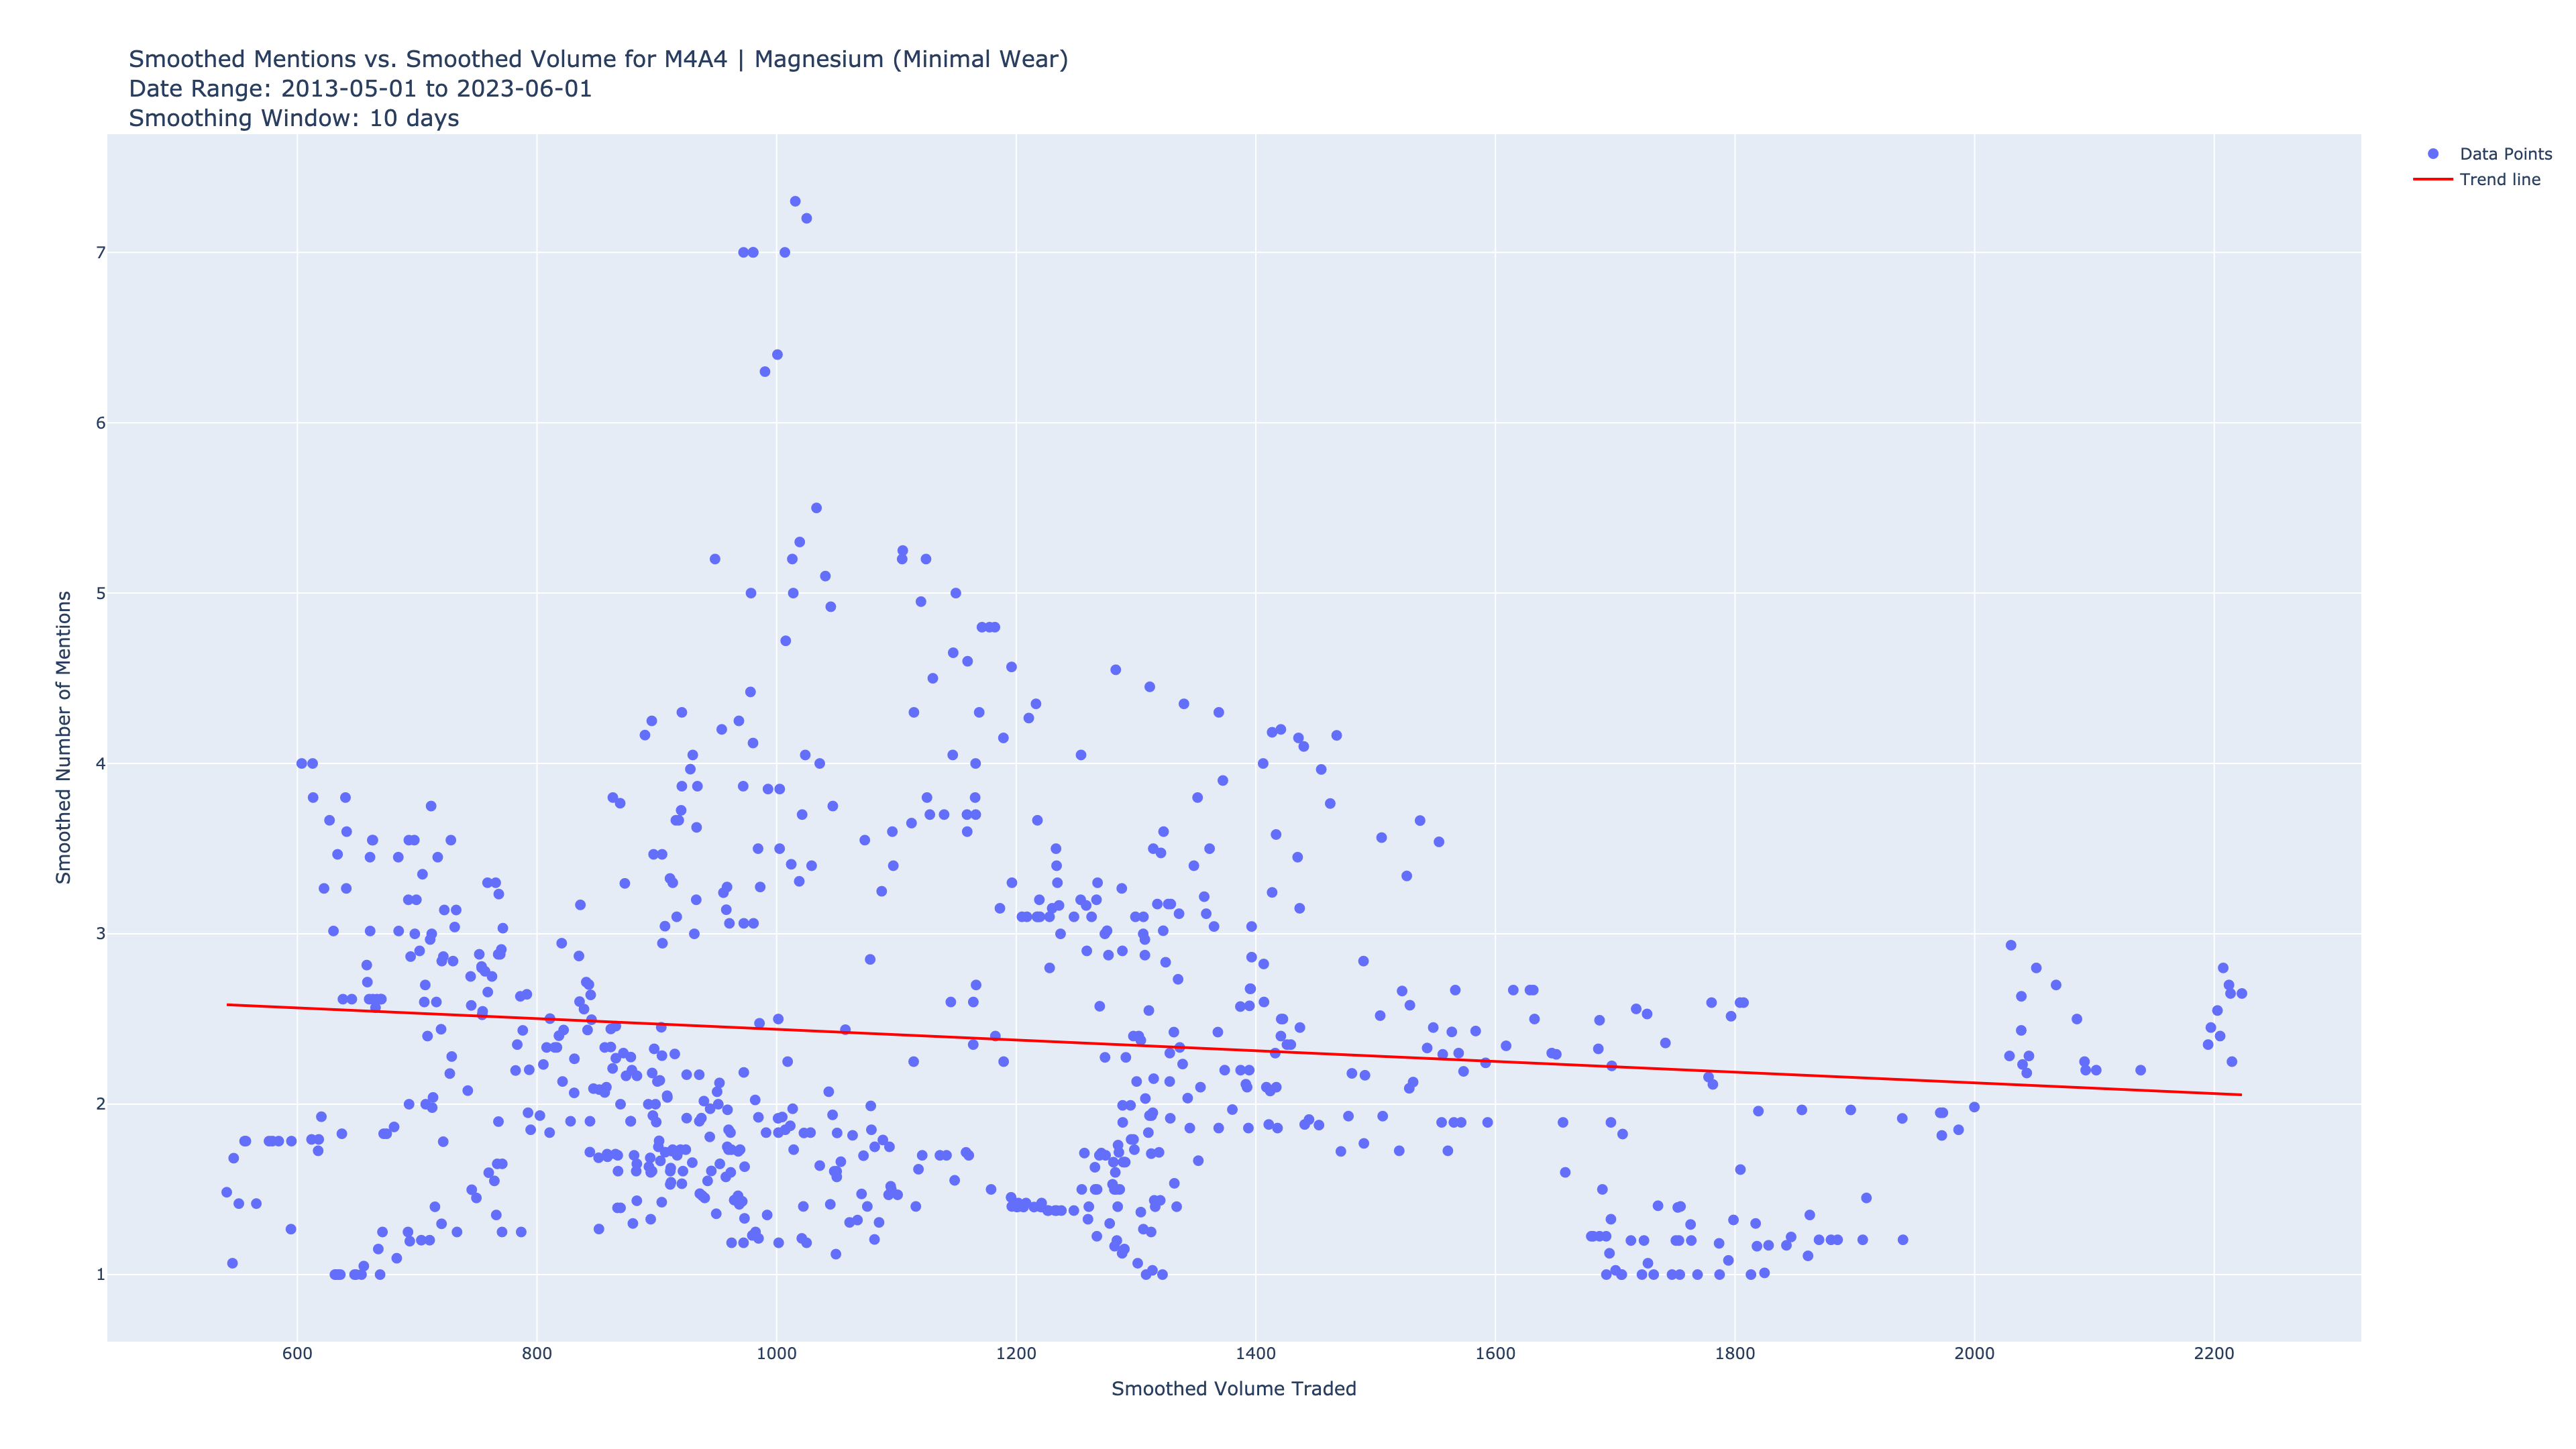 Smoothed Mentions vs. Smoothed Volume for M4A4 | Magnesium (Minimal Wear)
Date Range: 2013-05-01 to 2023-06-01
Smoothing Window: 10 days
Data Points
Trend line
7
6
5
4
3
2
1
Smoothed Number of Mentions
600 800 1000 1200 1400 1600 1800 2000 2200
Smoothed Volume Traded